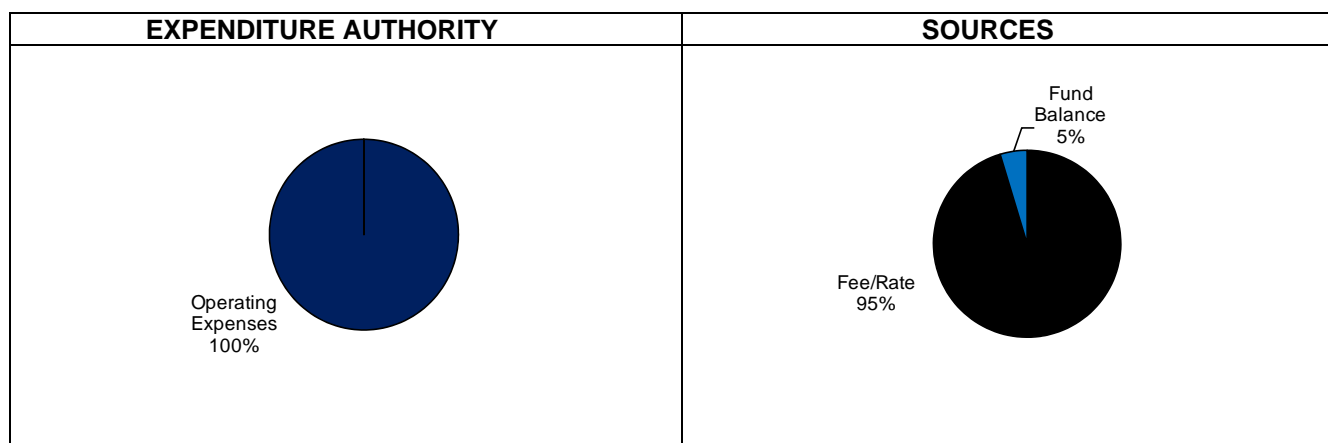 EXPENDITURE AUTHORITY
SOURCES
Operating
Expenses
100%
Fund
Balance
5%
Fee/Rate
95%